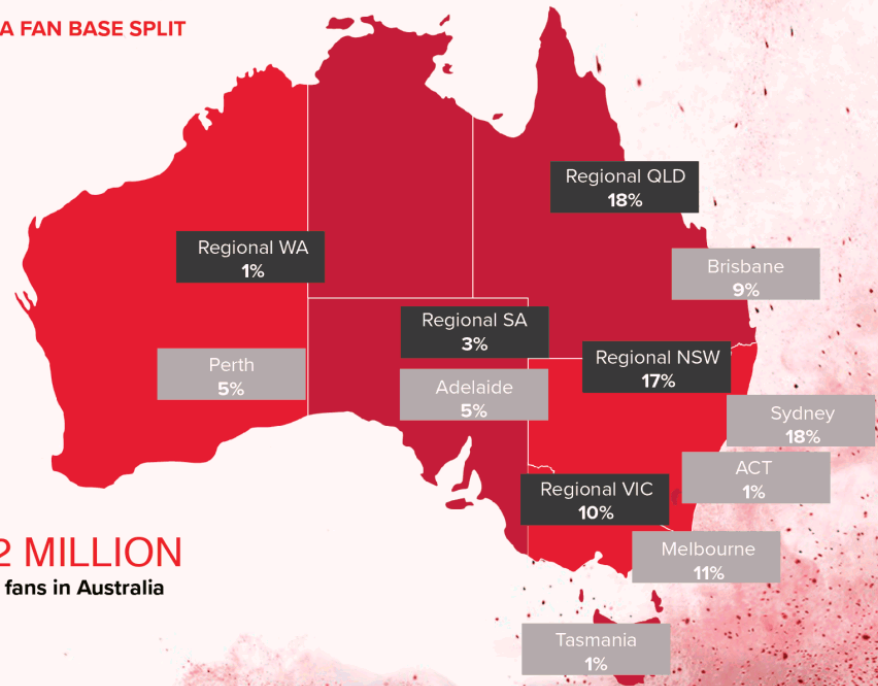 A FAN BASE SPLIT
Regional QLD
18%
Regional WA
1%
Brisbane
9%
Regional SA
3%
Regional NSW
17%
Perth
5%
Adelaide
5%
Sydney
18%
ACT
1%
Regional VIC
10%
Melbourne
11%
2 MILLION
fans in Australia
Tasmania
1%